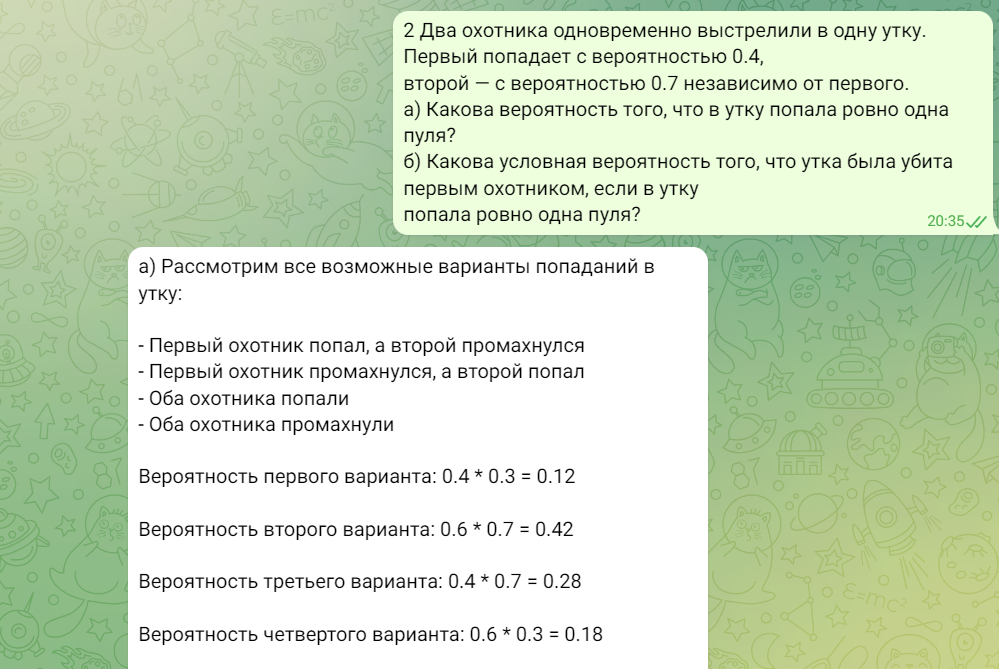 2 Два охотника одновременно выстрелили в одну утку.
Первый попадает с вероятностью 0.4,
второй — с вероятностью 0.7 независимо от первого.
а) Какова вероятность того, что в утку попала ровно одна
пуля?
б) Какова условная вероятность того, что утка была убита
первым охотником, если в утку
попала ровно одна пуля?
20:35
а) Рассмотрим все возможные варианты попаданий в
утку:
- Первый охотник попал, а второй промахнулся
- Первый охотник промахнулся, а второй попал
- Оба охотника попали
- Оба охотника промахнули
Вероятность первого варианта: 0.4 * 0.3 = 0.12
Вероятность второго варианта: 0.6 * 0.7 = 0.42
Вероятность третьего варианта: 0.4 * 0.7 = 0.28
Вероятность четвертого варианта: 0.6 * 0.3 = 0.18